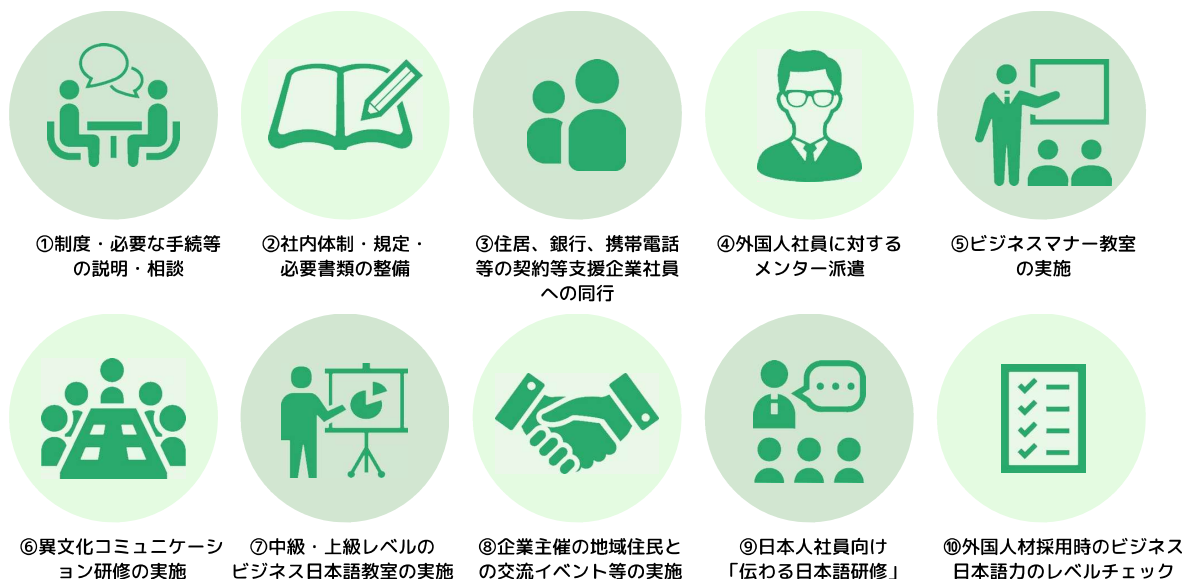 ①制度・必要な手続等
の説明・相談
②社内体制・規定・
必要書類の整備
③住居、銀行、携帯電話
等の契約等支援企業社員
への同行
④外国人社員に対する
メンター派遣
⑤ビジネスマナー教室
の実施
⑥異文化コミュニケーシ
ョン研修の実施
⑦中級・上級レベルの
ビジネス日本語教室の実施
⑧企業主催の地域住民と
の交流イベント等の実施
⑨日本人社員向け
「伝わる日本語研修」
⑩外国人材採用時のビジネス
日本語力のレベルチェック